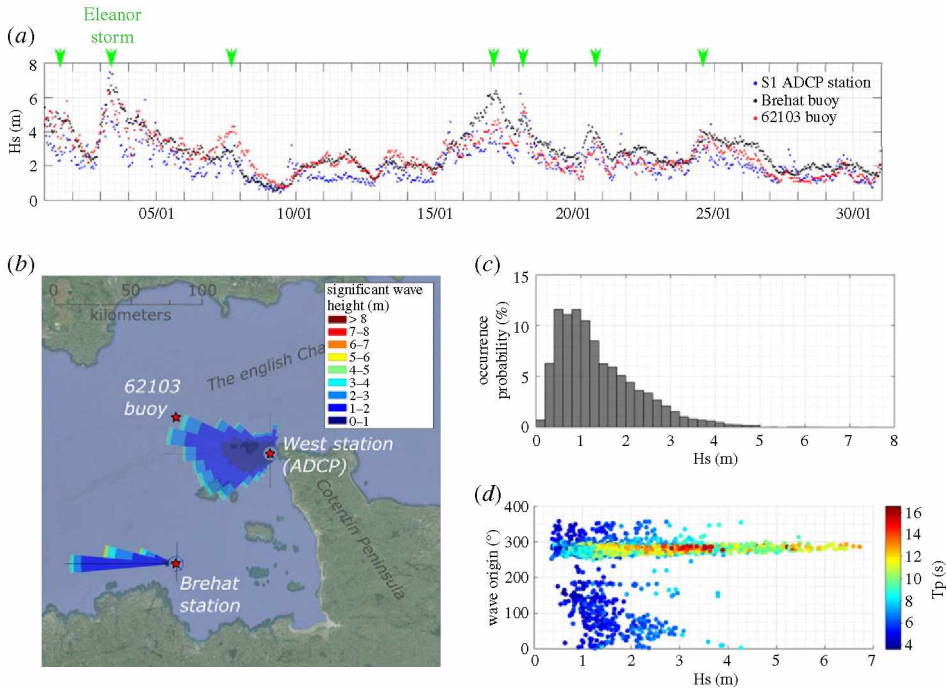 Eleanor
storm
(a)
8
6
4
2
0
Hs (m)
S1 ADCP station
Brehat buoy
62103 buoy
05/01
10/01
15/01
20/01
25/01
30/01
(b)
0
100
kilometers
significant wave
height (m)
> 8
7–8
6–7
5–6
4–5
3–4
2–3
1–2
0–1
The english Cha
62103
buoy
West station
(ADCP)
Cotentin Peninsula
Brehat
station
(c)
15
10
5
0
occurrence
probability (%)
0 1 2 3 4 5 6 7 8
Hs (m)
(d)
400
300
200
100
0
wave origin (°)
0 1 2 3 4 5 6 7
Hs (m)
16
14
12
10
8
6
4
Tp (s)